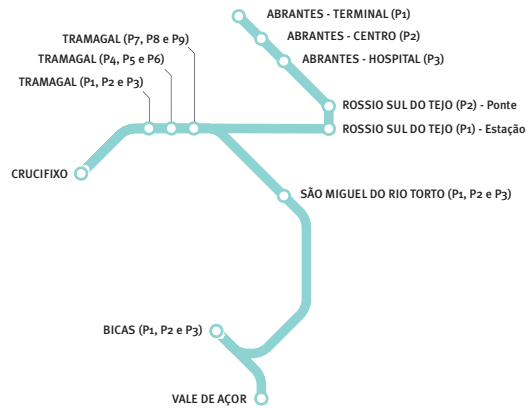 ABRANTES - TERMINAL (P1)
ABRANTES - CENTRO (P2)
TRAMAGAL (P7, P8 e P9)
TRAMAGAL (P4, P5 e P6)
ABRANTES - HOSPITAL (P3)
TRAMAGAL (P1, P2 e P3)
ROSSIO SUL DO TEJO (P2) - Ponte
ROSSIO SUL DO TEJO (P1) - Estação
CRUCIFIXO
SÃO MIGUEL DO RIO TORTO (P1, P2 e P3)
BICAS (P1, P2 e P3)
VALE DE AÇOR